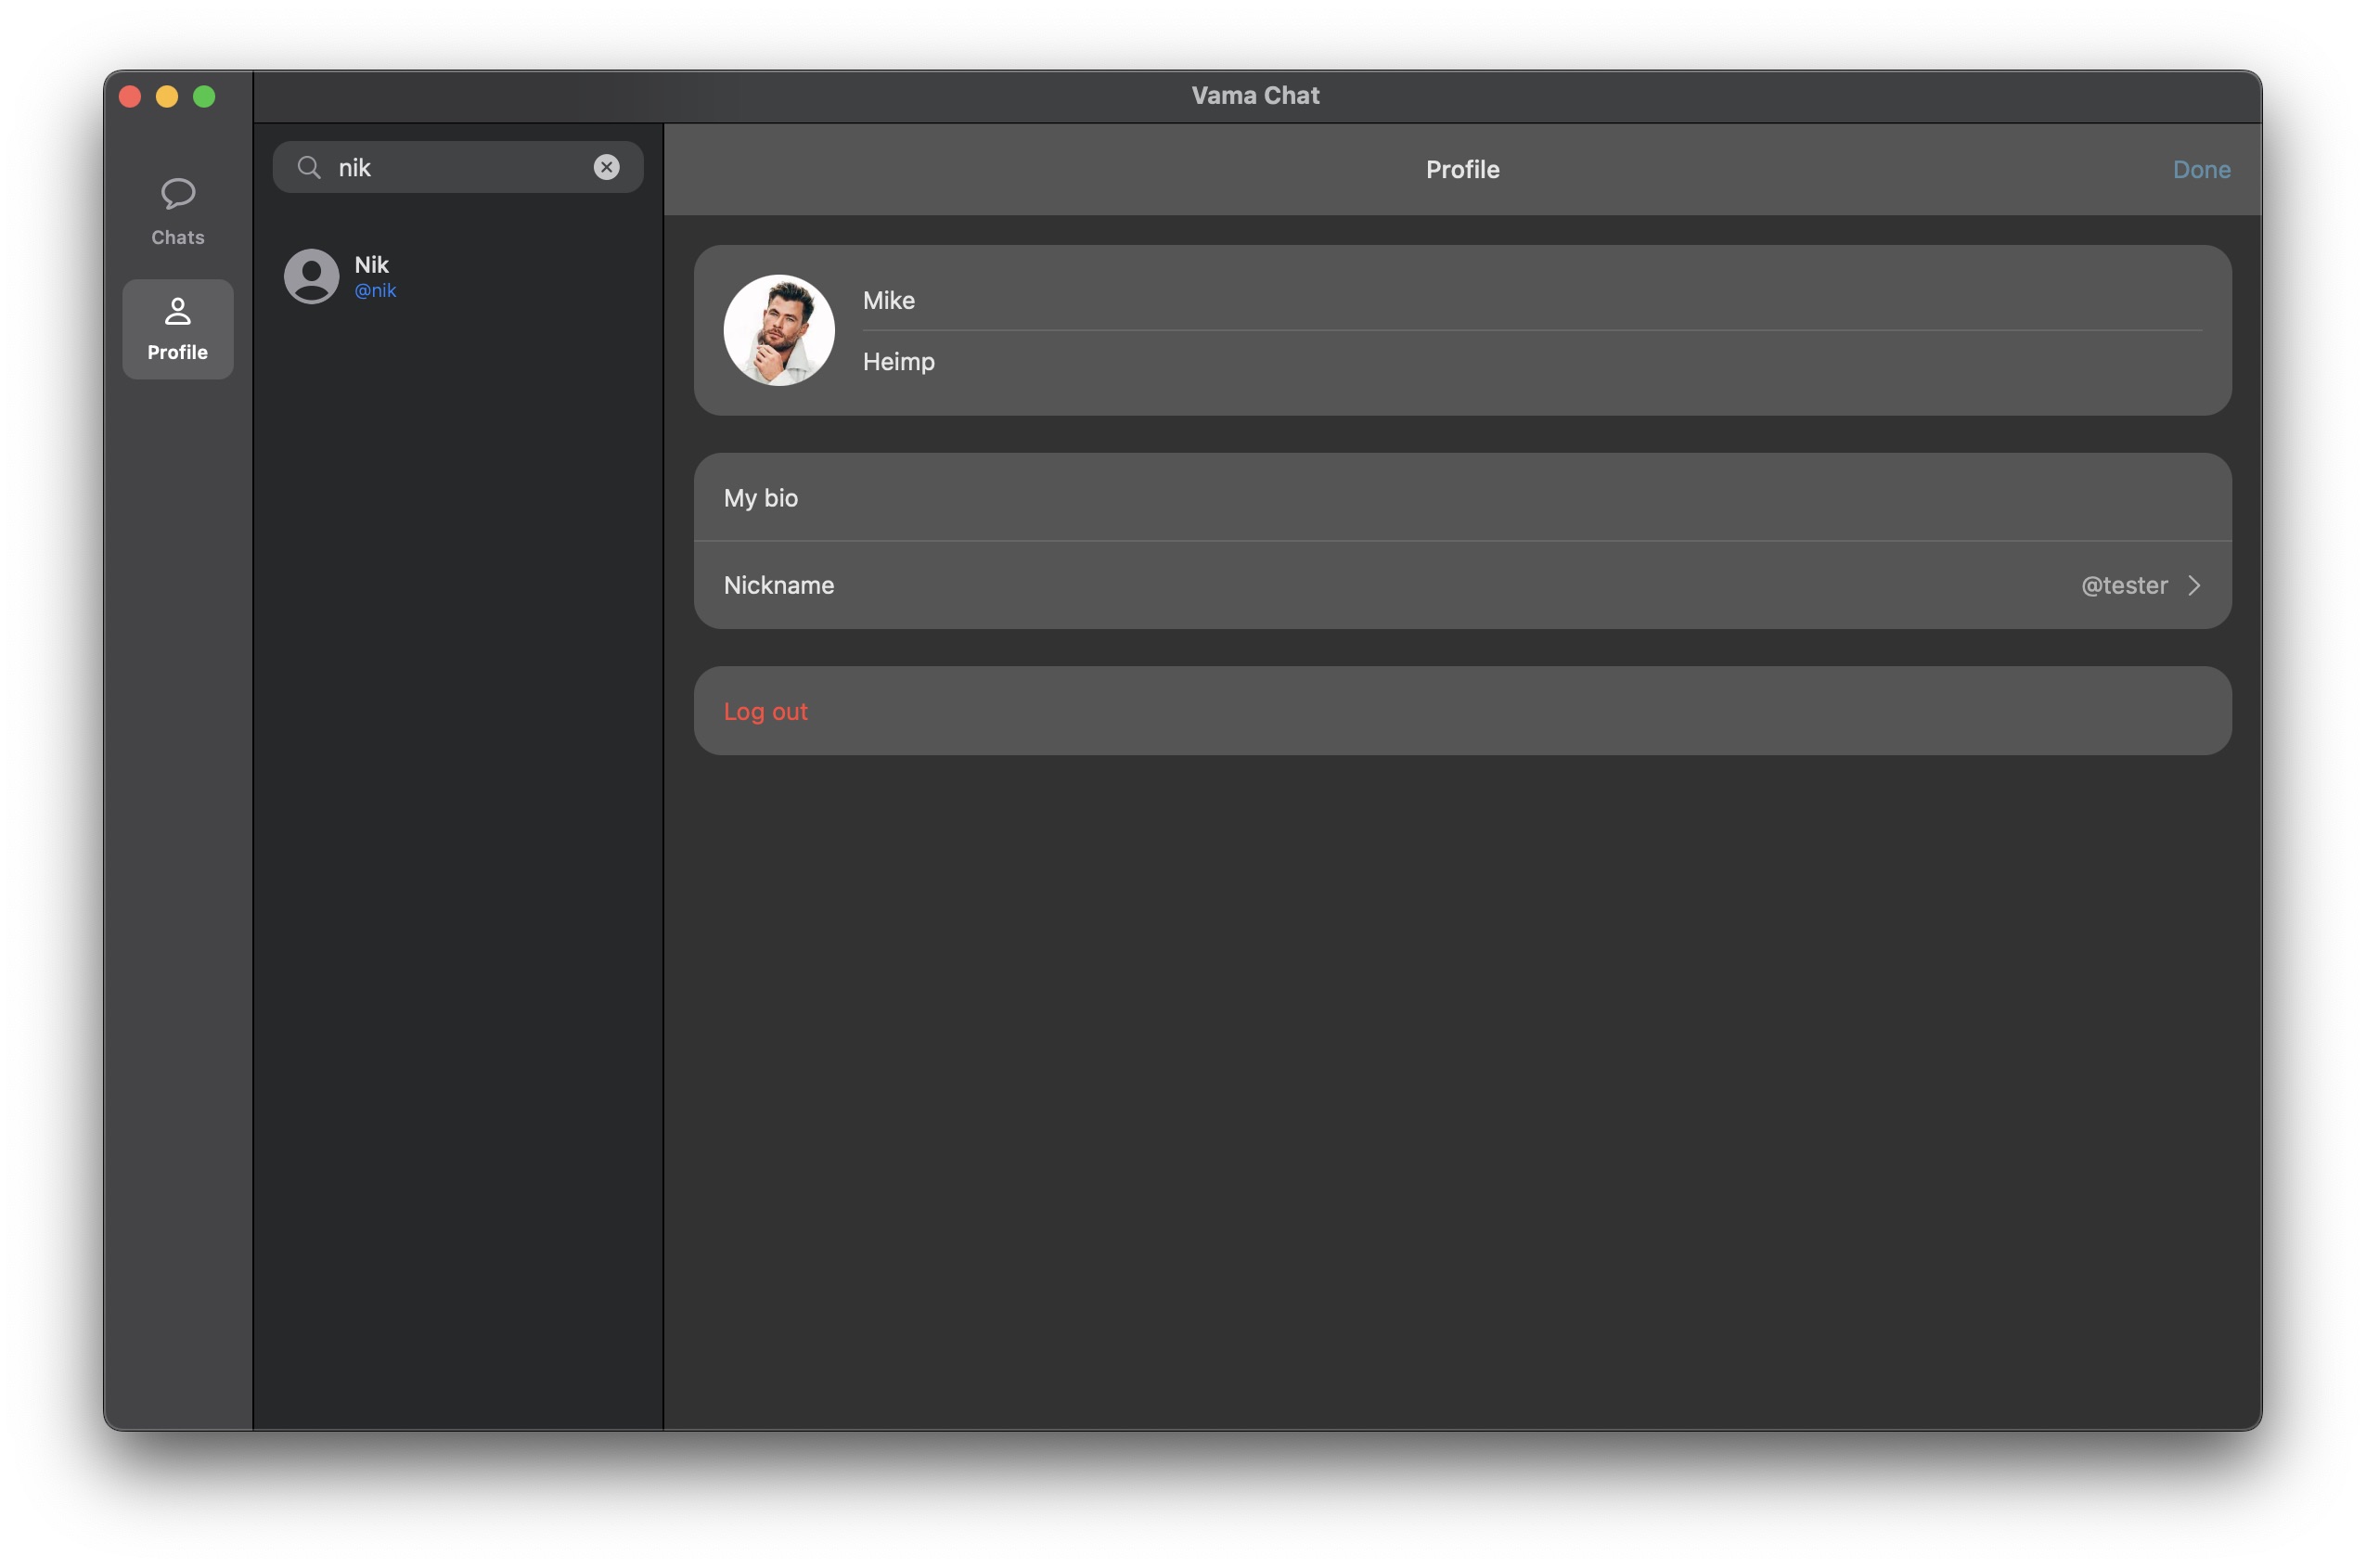 Vama Chat
Chats
Profile
nik
Nik
@nik
Profile
Done
Mike
Heimp
My bio
Nickname
@tester
Log out